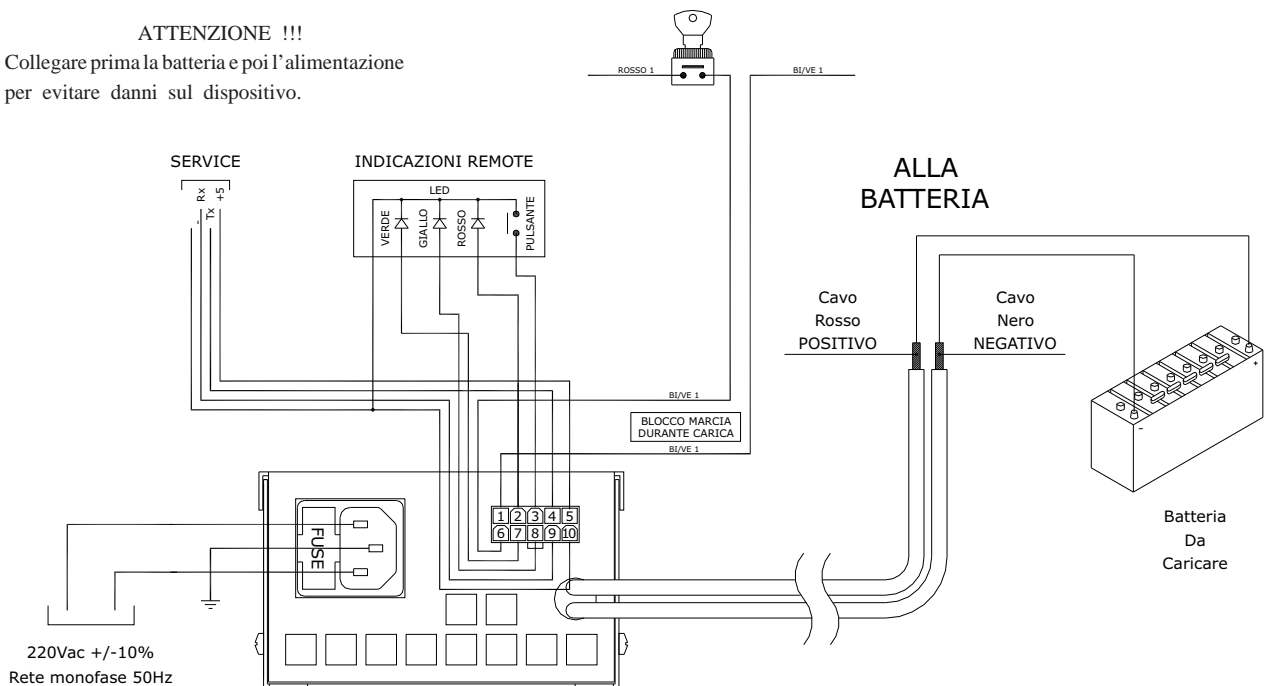 ATTENZIONE !!!
Collegare prima la batteria e poi l'alimentazione
per evitare danni sul dispositivo.
ROSSO 1
BI/VE 1
SERVICE
-
Rx
Tx
+5
INDICAZIONI REMOTE
LED
VERDE
GIALLO
ROSSO
PULSANTE
ALLA
BATTERIA
Cavo
Rosso
POSITIVO
Cavo
Nero
NEGATIVO
BI/VE 1
BLOCCO MARCIA
DURANTE CARICA
BI/VE 1
+
-
FUSE
1 2 3 4 5
6 7 8 9 10
Batteria
Da
Caricare
220Vac +/-10%
Rete monofase 50Hz